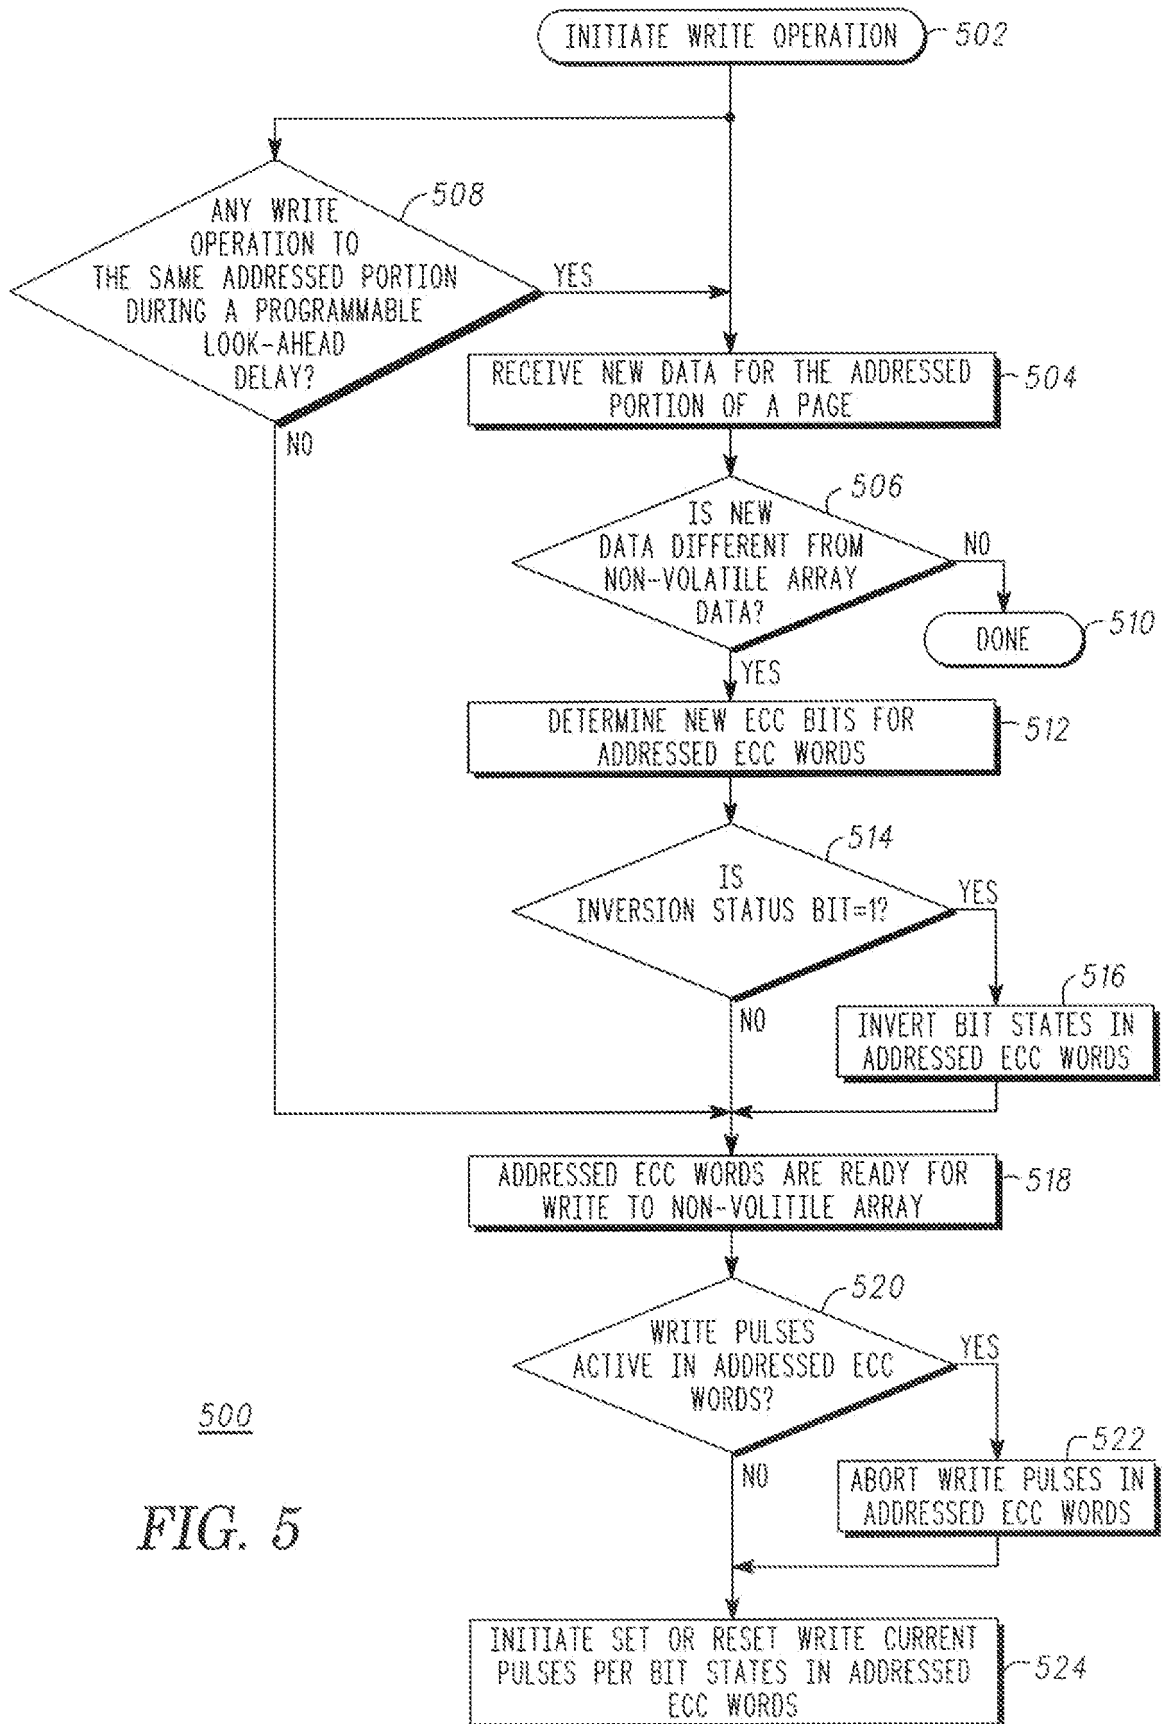 INITIATE WRITE OPERATION
502
ANY WRITE
OPERATION TO
THE SAME ADDRESSED PORTION
DURING A PROGRAMMABLE
LOOK-AHEAD
DELAY?
508
YES
NO
RECEIVE NEW DATA FOR THE ADDRESSED
PORTION OF A PAGE
504
IS NEW
DATA DIFFERENT FROM
NON-VOLATILE ARRAY
DATA?
506
NO
DONE
510
YES
DETERMINE NEW ECC BITS FOR
ADDRESSED ECC WORDS
512
IS
INVERSION STATUS BIT=1?
514
YES
NO
516
INVERT BIT STATES IN
ADDRESSED ECC WORDS
ADDRESSED ECC WORDS ARE READY FOR
WRITE TO NON-VOLITILE ARRAY
518
WRITE PULSES
ACTIVE IN ADDRESSED ECC
WORDS?
520
YES
NO
522
ABORT WRITE PULSES IN
ADDRESSED ECC WORDS
INITIATE SET OR RESET WRITE CURRENT
PULSES PER BIT STATES IN ADDRESSED
ECC WORDS
524
500
FIG. 5